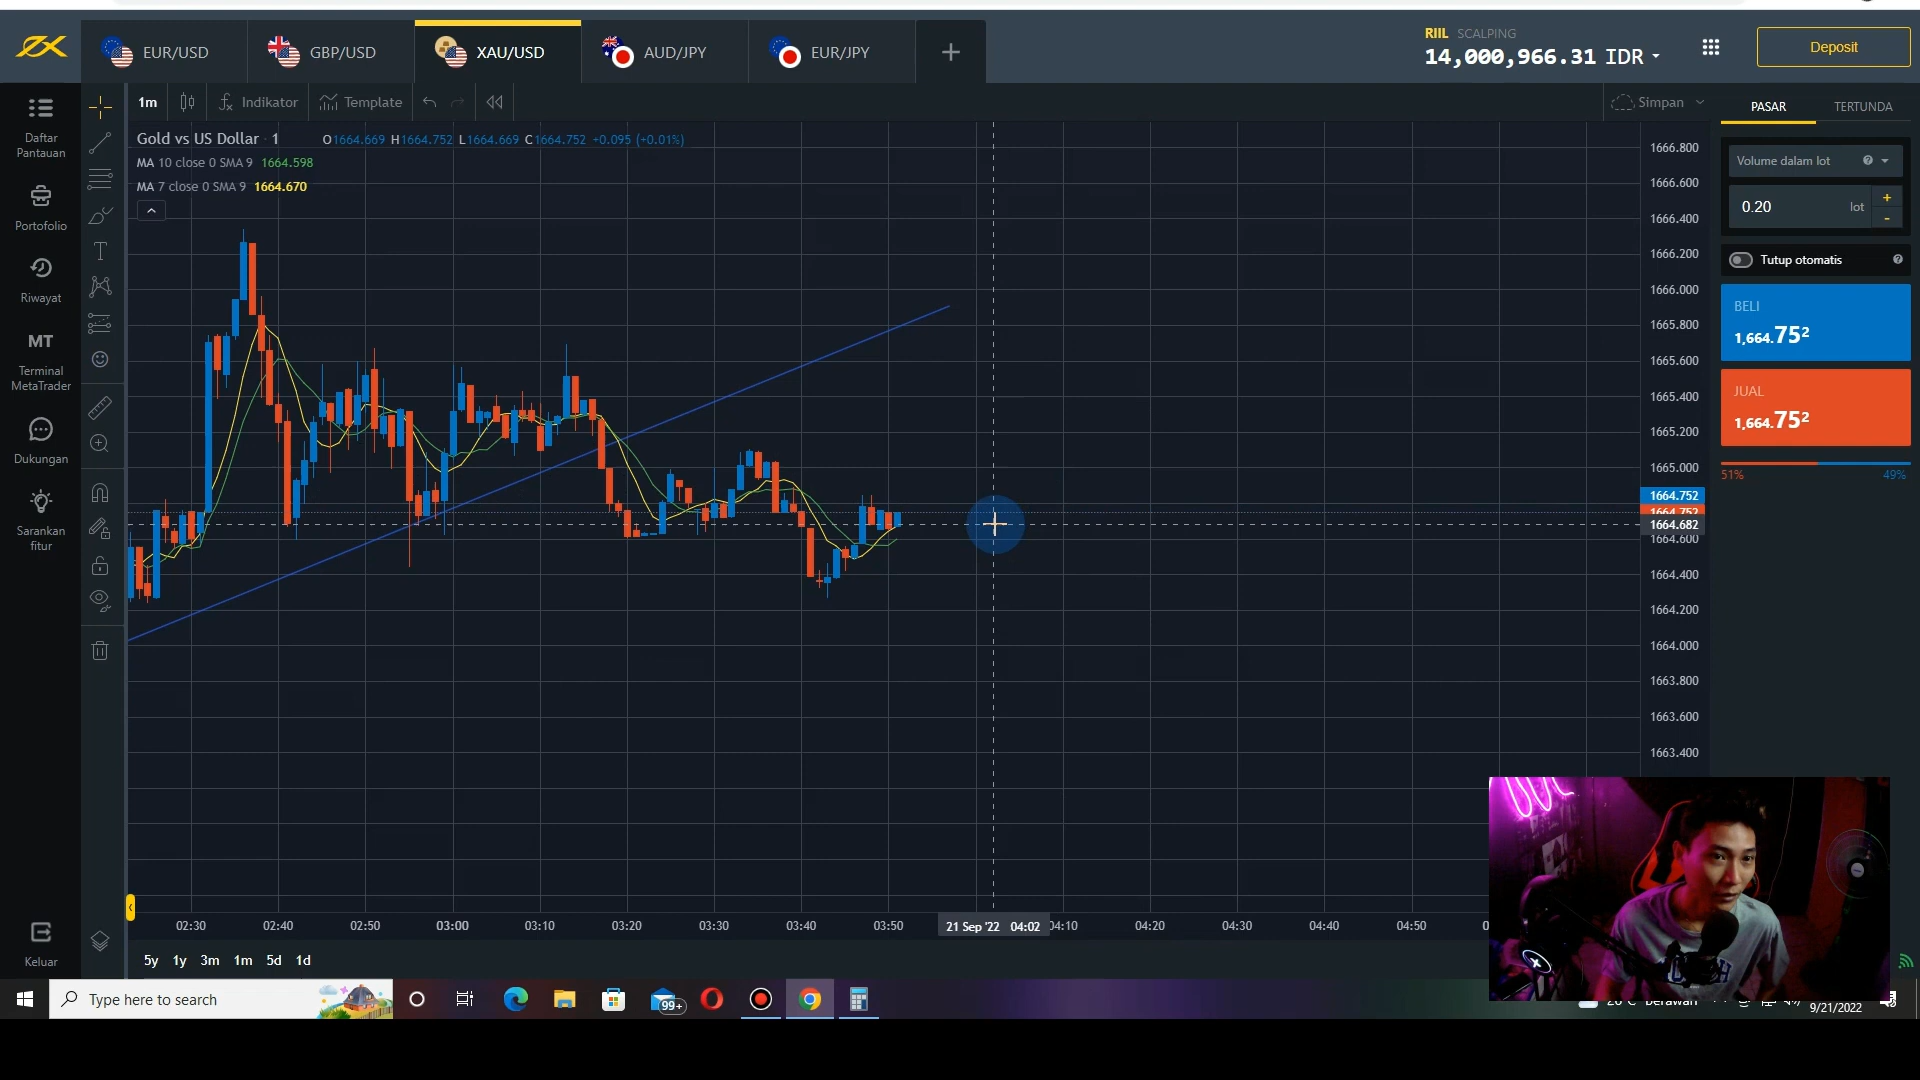 EUR/USD
GBP/USD
XAU/USD
AUD/JPY
EUR/JPY
RIIL SCALPING
14,000,966.31 IDR
Deposit
Daftar
Pantauan
Portofolio
Riwayat
MT
Terminal
MetaTrader
Dukungan
Sarankan
fitur
Keluar
1m
Indikator
Template
Simpan
Gold vs US Dollar · 1 O1664.669 H1664.752 L1664.669 C1664.752 +0.095 (+0.01%)
MA 10 close 0 SMA 9 1664.598
MA 7 close 0 SMA 9 1664.670
1666.800
1666.600
1666.400
1666.200
1666.000
1665.800
1665.600
1665.400
1665.200
1665.000
1664.752
1664.752
1664.682
1664.600
1664.400
1664.200
1664.000
1663.800
1663.600
1663.400
PASAR
TERTUNDA
Volume dalam lot
0.20 lot
+
-
Tutup otomatis
BELI
1,664.752
JUAL
1,664.752
51%
49%
02:30 02:40 02:50 03:00 03:10 03:20 03:30 03:40 03:50 21 Sep '22 04:02 04:10 04:20 04:30 04:40 04:50
5y 1y 3m 1m 5d 1d
Type here to search
99+
9/21/2022